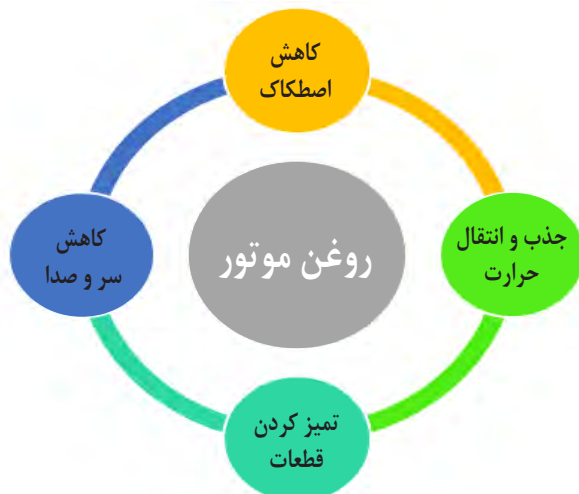 کاهش
اصطکاک
جذب و انتقال
حرارت
روغن موتور
کاهش
سر و صدا
تمیز کردن
قطعات